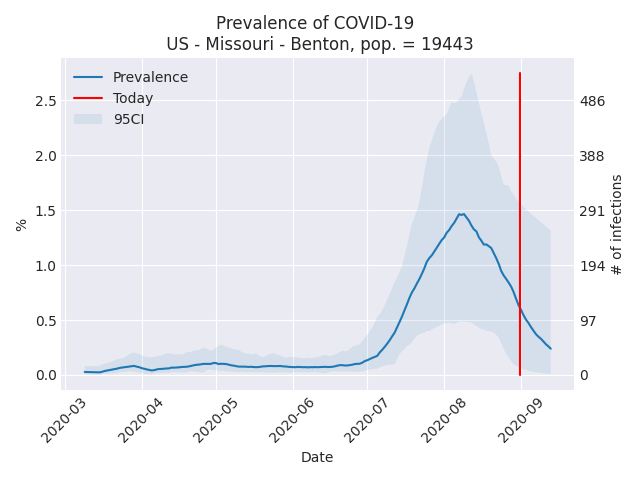 Prevalence of COVID-19
US - Missouri - Benton, pop. = 19443
Prevalence
Today
95CI
2.5
2.0
1.5
1.0
0.5
0.0
%
486
388
291
194
97
0
# of infections
2020-03
2020-04
2020-05
2020-06
2020-07
2020-08
2020-09
Date